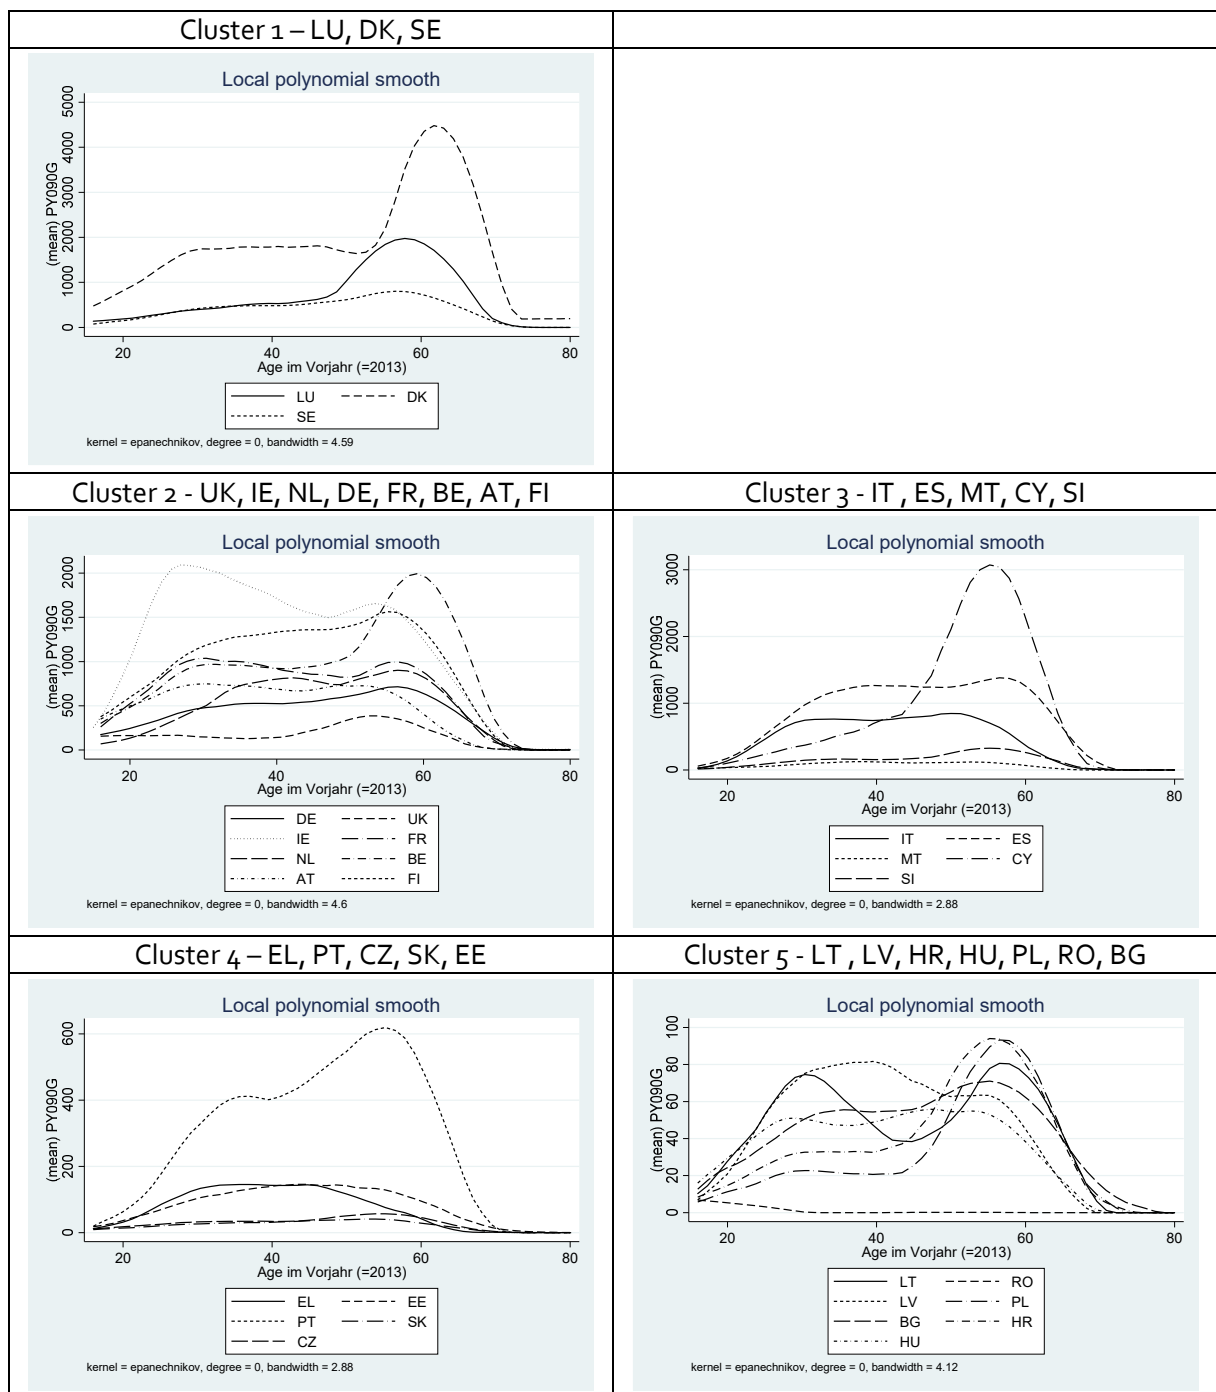 Cluster 1 – LU, DK, SE
Local polynomial smooth
(mean) PY090G
5000
4000
3000
2000
1000
0
20 40 60 80
Age im Vorjahr (=2013)
LU DK
SE
kernel = epanechnikov, degree = 0, bandwidth = 4.59
Cluster 2 - UK, IE, NL, DE, FR, BE, AT, FI
Local polynomial smooth
(mean) PY090G
2000
1500
1000
500
0
20 40 60 80
Age im Vorjahr (=2013)
DE UK
IE FR
NL BE
AT FI
kernel = epanechnikov, degree = 0, bandwidth = 4.6
Cluster 3 - IT , ES, MT, CY, SI
Local polynomial smooth
(mean) PY090G
3000
2000
1000
0
20 40 60 80
Age im Vorjahr (=2013)
IT ES
MT CY
SI
kernel = epanechnikov, degree = 0, bandwidth = 2.88
Cluster 4 – EL, PT, CZ, SK, EE
Local polynomial smooth
(mean) PY090G
600
400
200
0
20 40 60 80
Age im Vorjahr (=2013)
EL EE
PT SK
CZ
kernel = epanechnikov, degree = 0, bandwidth = 2.88
Cluster 5 - LT , LV, HR, HU, PL, RO, BG
Local polynomial smooth
(mean) PY090G
100
80
60
40
20
0
20 40 60 80
Age im Vorjahr (=2013)
LT RO
LV PL
BG HR
HU
kernel = epanechnikov, degree = 0, bandwidth = 4.12